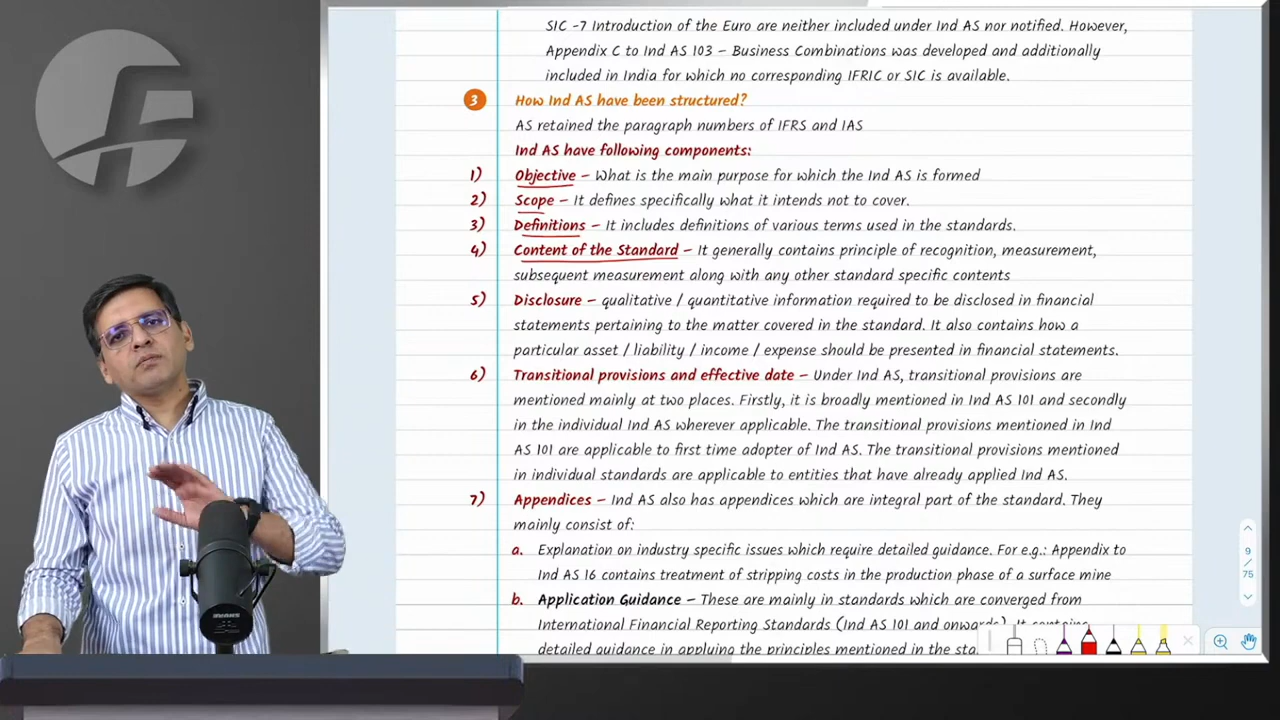 SIC -7 Introduction of the Euro are neither included under Ind AS nor notified. However,
Appendix C to Ind AS 103 – Business Combinations was developed and additionally
included in India for which no corresponding IFRIC or SIC is available.
3 How Ind AS have been structured?
AS retained the paragraph numbers of IFRS and IAS
Ind AS have following components:
1) Objective – What is the main purpose for which the Ind AS is formed
2) Scope – It defines specifically what it intends not to cover.
3) Definitions – It includes definitions of various terms used in the standards.
4) Content of the Standard – It generally contains principle of recognition, measurement,
subsequent measurement along with any other standard specific contents
5) Disclosure – qualitative / quantitative information required to be disclosed in financial
statements pertaining to the matter covered in the standard. It also contains how a
particular asset / liability / income / expense should be presented in financial statements.
6) Transitional provisions and effective date – Under Ind AS, transitional provisions are
mentioned mainly at two places. Firstly, it is broadly mentioned in Ind AS 101 and secondly
in the individual Ind AS wherever applicable. The transitional provisions mentioned in Ind
AS 101 are applicable to first time adopter of Ind AS. The transitional provisions mentioned
in individual standards are applicable to entities that have already applied Ind AS.
7) Appendices – Ind AS also has appendices which are integral part of the standard. They
mainly consist of:
a. Explanation on industry specific issues which require detailed guidance. For e.g.: Appendix to
Ind AS 16 contains treatment of stripping costs in the production phase of a surface mine
b. Application Guidance – These are mainly in standards which are converged from
International Financial Reporting Standards (Ind AS 101 and onwards). It contains
detailed guidance in applying the principles mentioned in the
9
/
75